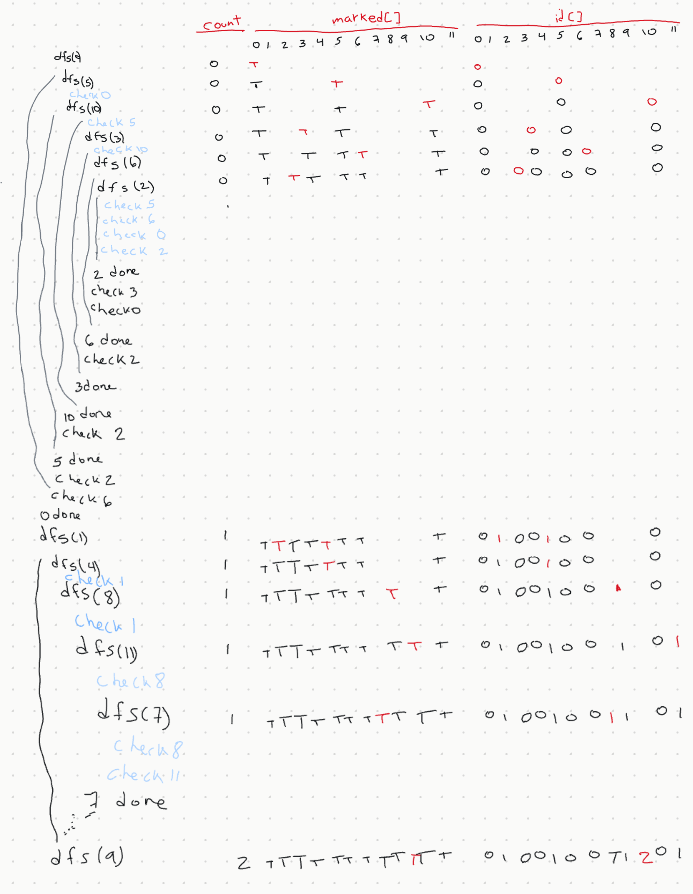 count marked[] id[]
0 1 2 3 4 5 6 7 8 9 10 11 0 1 2 3 4 5 6 7 8 9 10 11
0 T 0
dfs(5) 0 T T 0 0
check 0
dfs(10) 0 T T T 0 0 0
check 5
dfs(3) 0 T T T T 0 0 0 0
check 10
dfs(6) 0 T T T T T 0 0 0 0 0
dfs(2) 0 T T T T T T 0 0 0 0 0 0
check 5
check 6
check 0
check 2
2 done
check 3
check 0
6 done
check 2
3 done
10 done
check 2
5 done
check 2
check 6
0 done
dfs(1) 1 T T T T T T T T 0 1 0 0 1 0 0 0
dfs(4) 1 T T T T T T T T 0 1 0 0 1 0 0 0
check 1
dfs(8) 1 T T T T T T T T T 0 1 0 0 1 0 0 0
check 1
dfs(11) 1 T T T T T T T T T T 0 1 0 0 1 0 0 1 0 1
check 8
dfs(7) 1 T T T T T T T T T T T 0 1 0 0 1 0 0 1 1 0 1
check 8
check 11
7 done
dfs(9) 2 T T T T T T T T T T T T 0 1 0 0 1 0 0 1 2 0 1